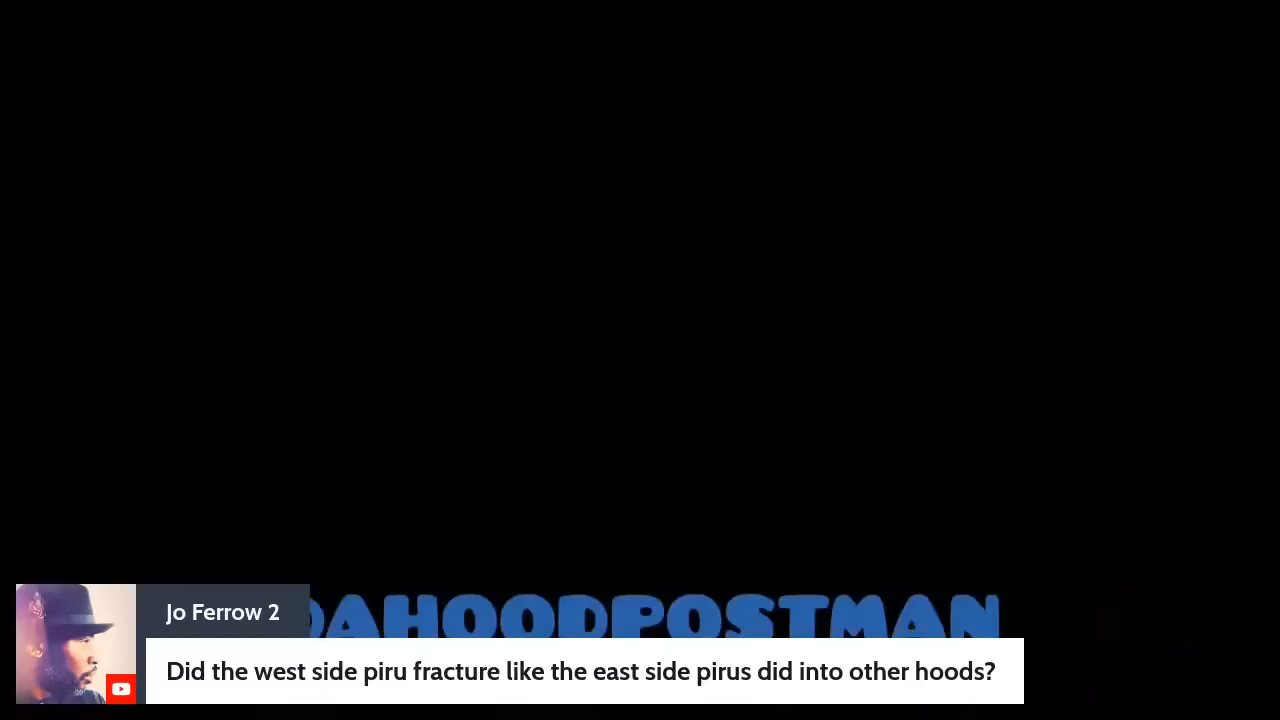 Jo Ferrow 2
DAHOODPOSTMAN
Did the west side piru fracture like the east side pirus did into other hoods?